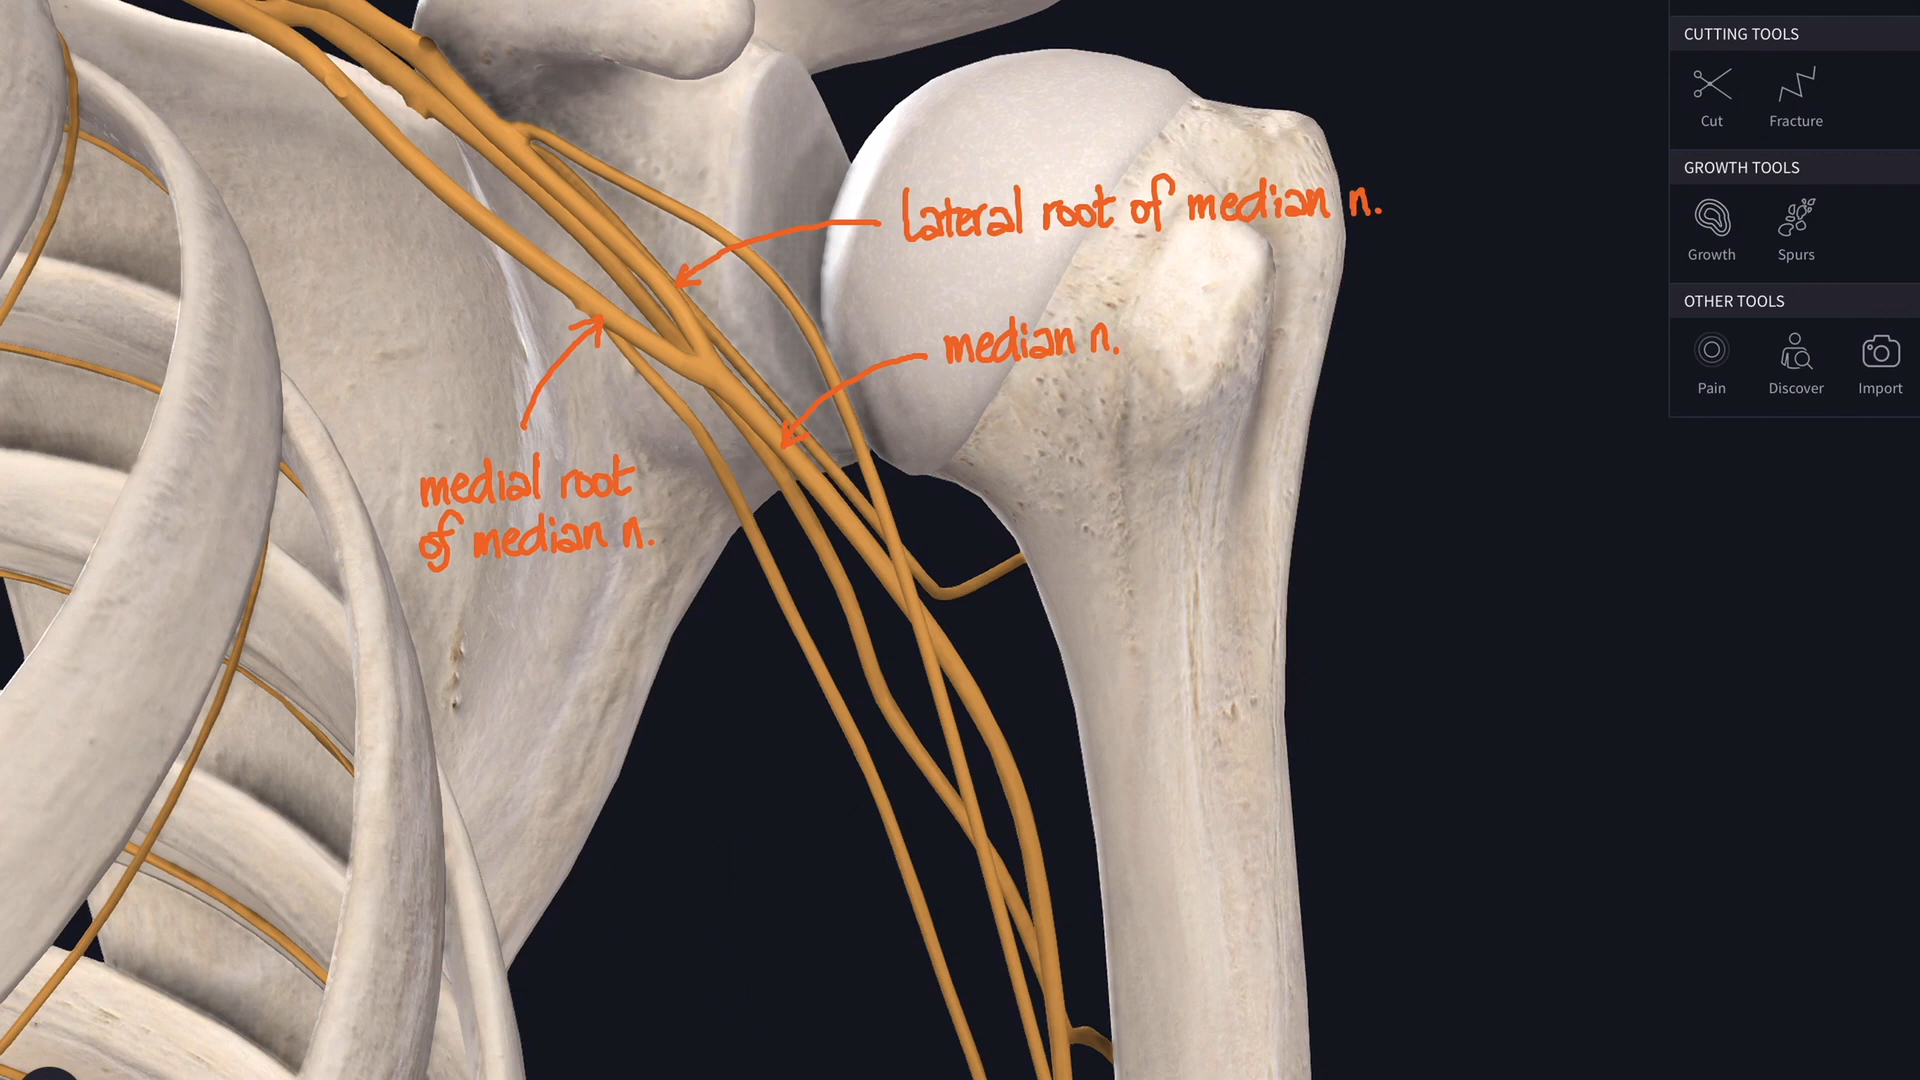 CUTTING TOOLS
Cut Fracture
GROWTH TOOLS
Growth Spurs
OTHER TOOLS
Pain Discover Import
Lateral root of median n.
median n.
medial root
of median n.